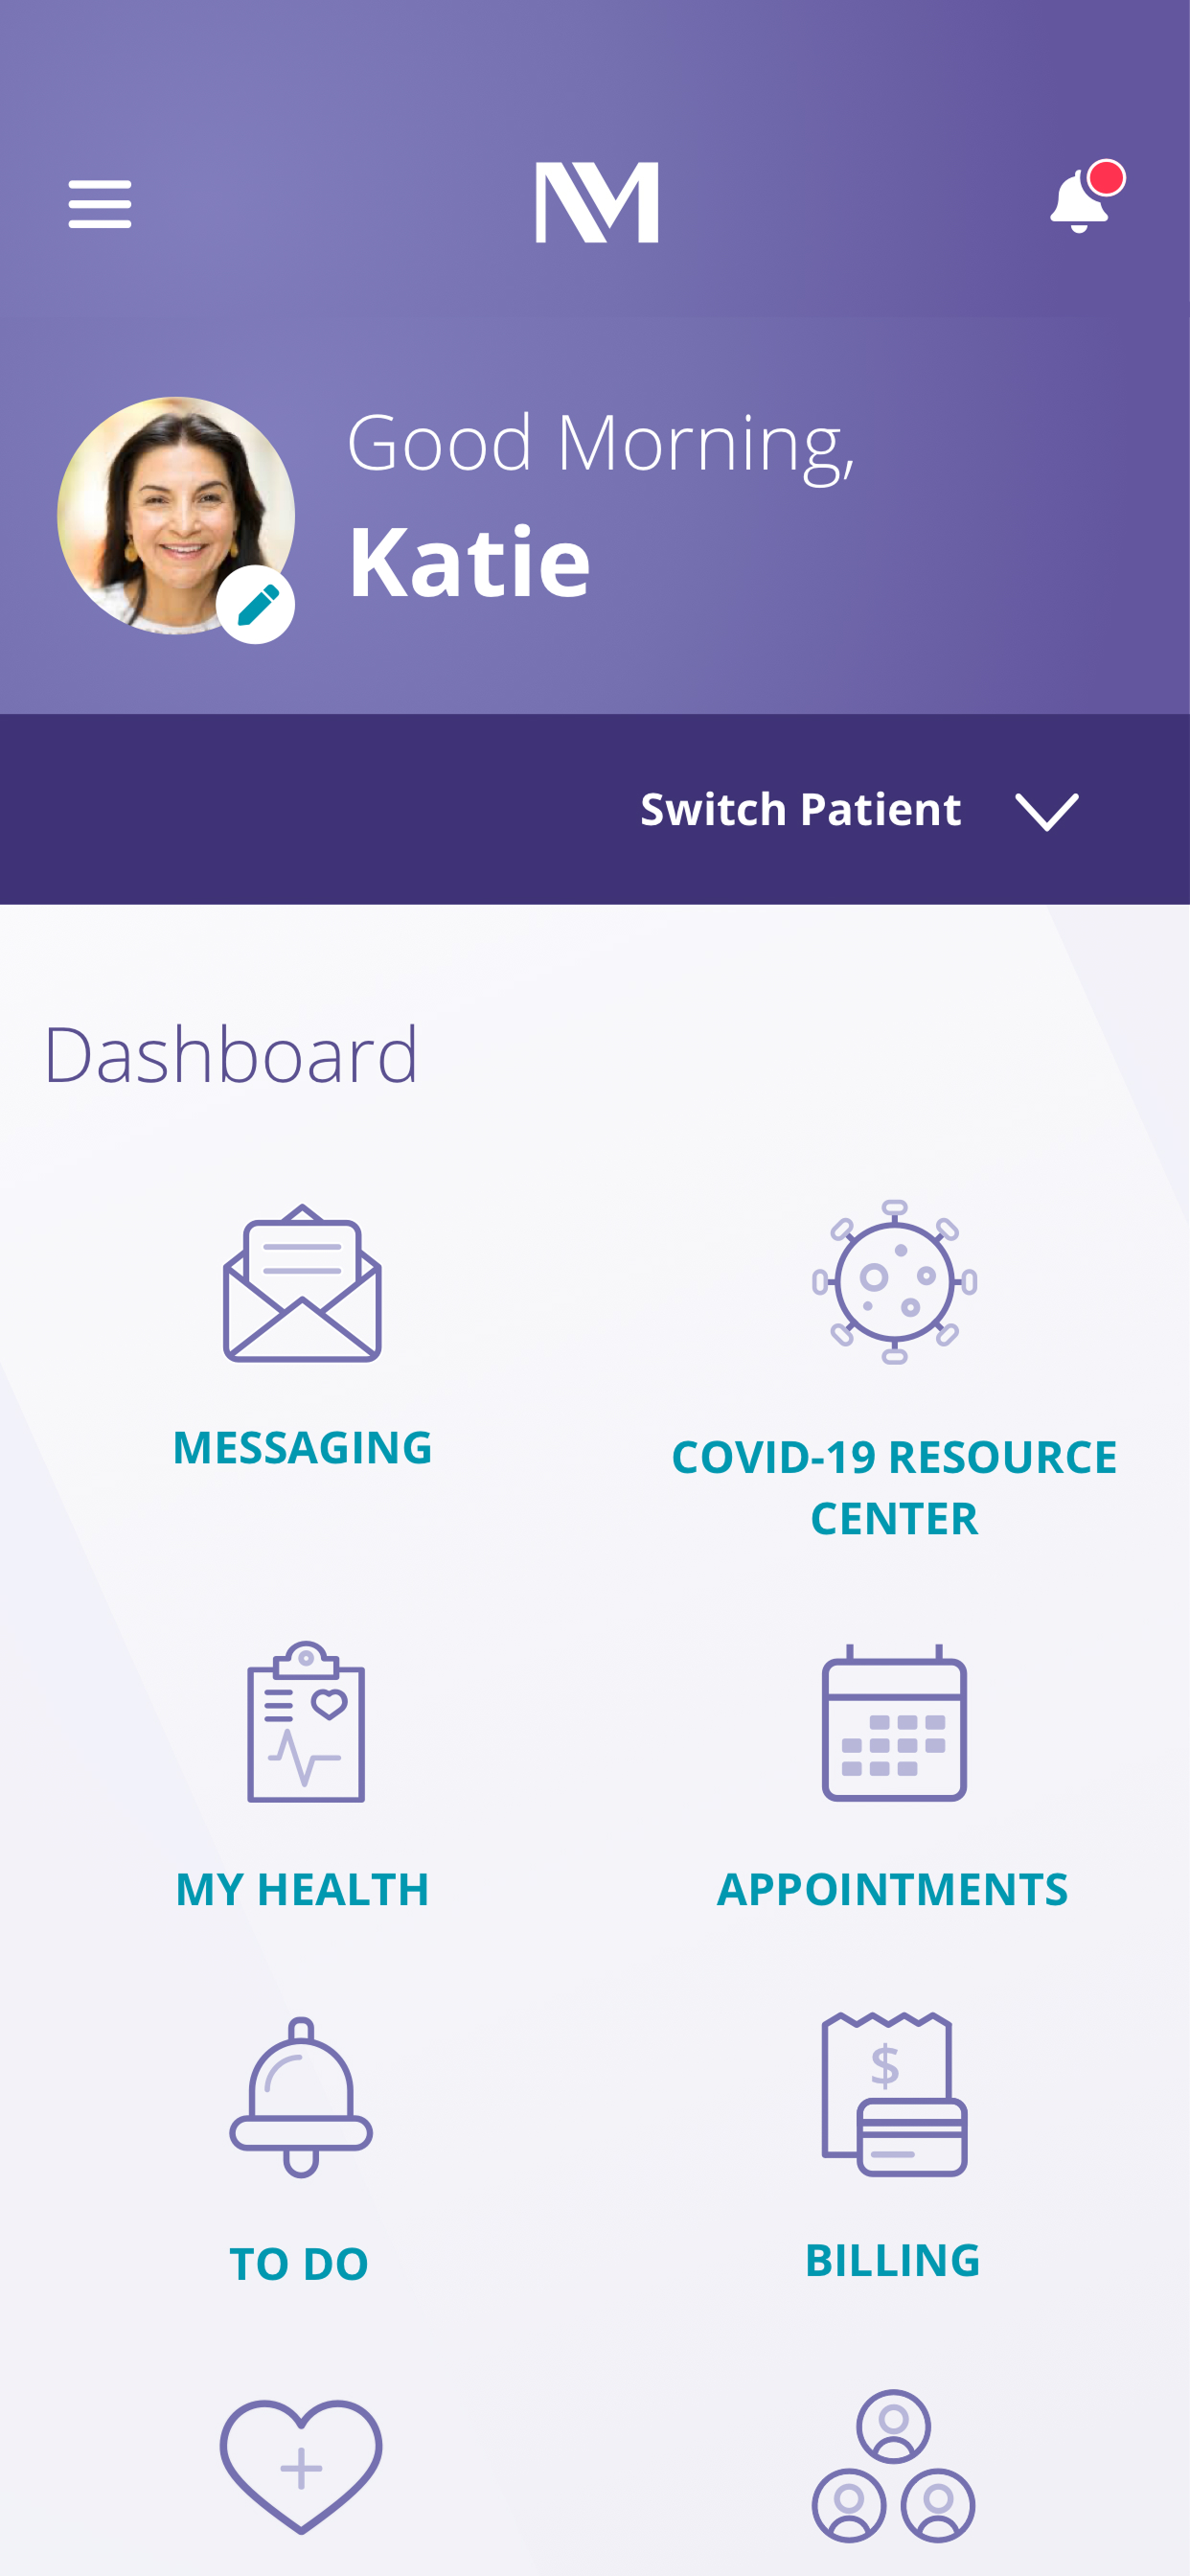 NM
Good Morning,
Katie
Switch Patient
Dashboard
MESSAGING
COVID-19 RESOURCE
CENTER
MY HEALTH
APPOINTMENTS
$
TO DO
BILLING